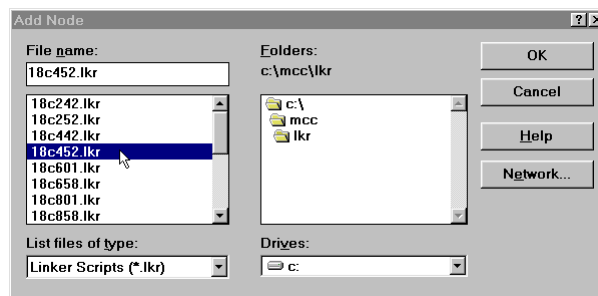 Add Node
File name:
18c452.lkr
18c242.lkr
18c252.lkr
18c442.lkr
18c452.lkr
18c601.lkr
18c658.lkr
18c801.lkr
18c858.lkr
List files of type:
Linker Scripts (*.lkr)
Folders:
c:\mcc\lkr
c:\
mcc
lkr
Drives:
c:
OK
Cancel
Help
Network...